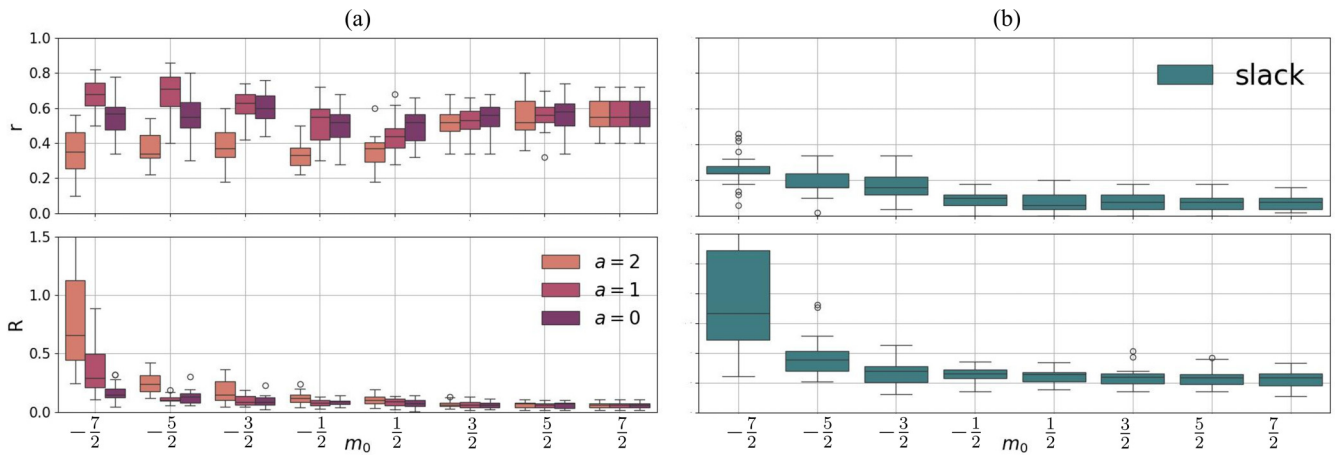 (a)
(b)
1.0
0.8
0.6
0.4
0.2
0.0
r
slack
1.5
1.0
0.5
0.0
R
a = 2
a = 1
a = 0
−7/2 −5/2 −3/2 −1/2 1/2 3/2 5/2 7/2
m₀
−7/2 −5/2 −3/2 −1/2 1/2 3/2 5/2 7/2
m₀